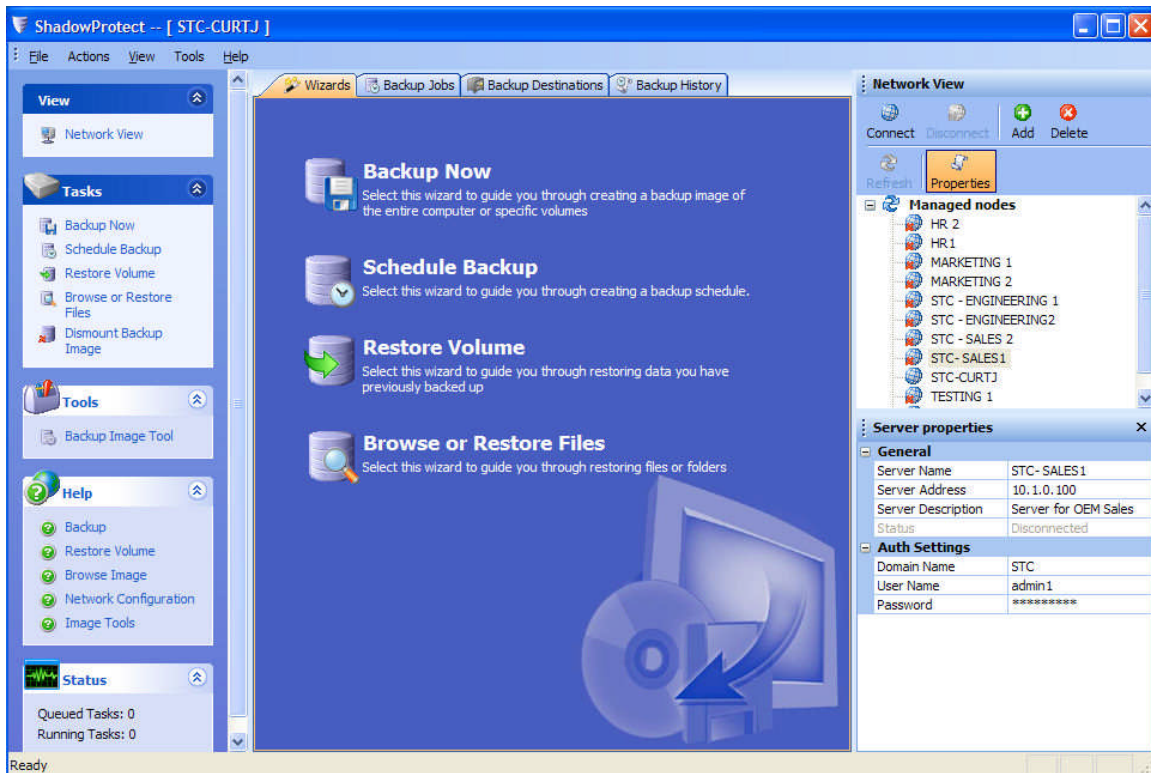 ShadowProtect -- [ STC-CURTJ ]
File Actions View Tools Help
View
Network View
Tasks
Backup Now
Schedule Backup
Restore Volume
Browse or Restore
Files
Dismount Backup
Image
Tools
Backup Image Tool
Help
Backup
Restore Volume
Browse Image
Network Configuration
Image Tools
Status
Queued Tasks: 0
Running Tasks: 0
Wizards Backup Jobs Backup Destinations Backup History
Backup Now
Select this wizard to guide you through creating a backup image of
the entire computer or specific volumes
Schedule Backup
Select this wizard to guide you through creating a backup schedule.
Restore Volume
Select this wizard to guide you through restoring data you have
previously backed up
Browse or Restore Files
Select this wizard to guide you through restoring files or folders
Network View
Connect Disconnect Add Delete
Refresh Properties
Managed nodes
HR 2
HR1
MARKETING 1
MARKETING 2
STC - ENGINEERING 1
STC - ENGINEERING2
STC - SALES 2
STC- SALES1
STC-CURTJ
TESTING 1
Server properties
General
Server Name STC- SALES1
Server Address 10.1.0.100
Server Description Server for OEM Sales
Status Disconnected
Auth Settings
Domain Name STC
User Name admin1
Password *********
Ready